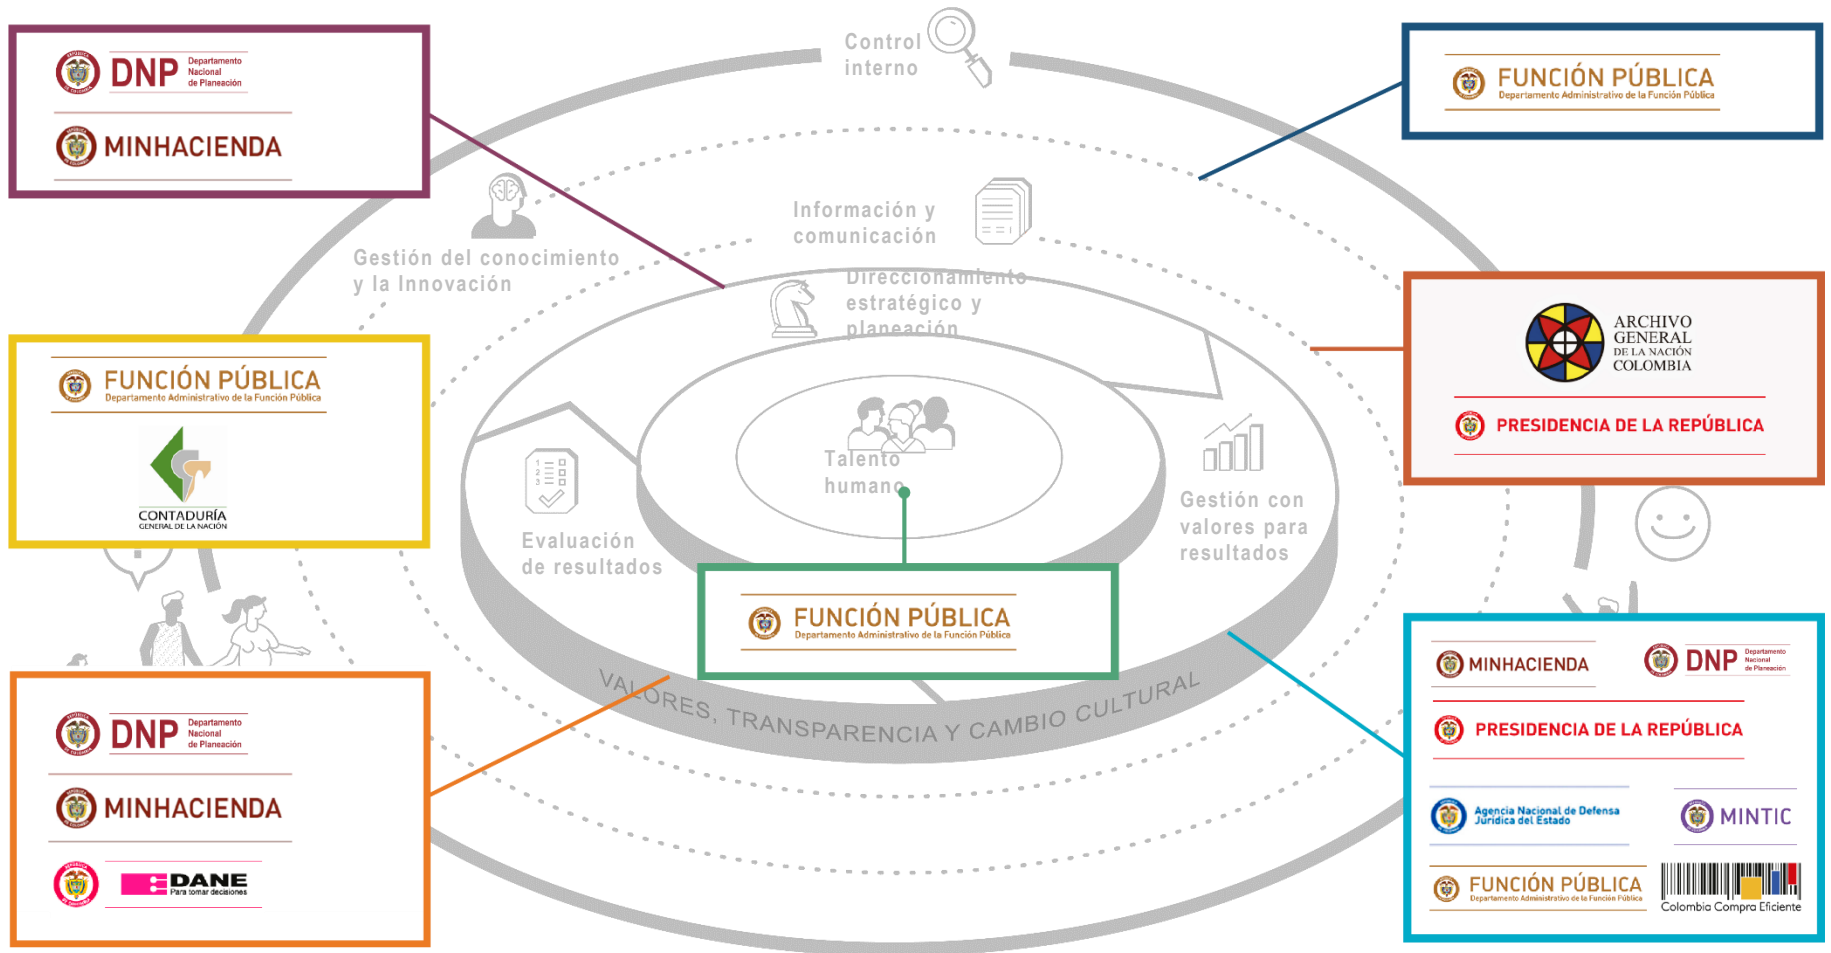 DNP Departamento
Nacional
de Planeación
MINHACIENDA
Control
interno
FUNCIÓN PÚBLICA
Departamento Administrativo de la Función Pública
Información y
comunicación
Gestión del conocimiento
y la Innovación
Direccionamiento
estratégico y
planeación
FUNCIÓN PÚBLICA
Departamento Administrativo de la Función Pública
CONTADURÍA
GENERAL DE LA NACIÓN
ARCHIVO
GENERAL
DE LA NACIÓN
COLOMBIA
PRESIDENCIA DE LA REPÚBLICA
Talento
humano
1
2
3
Evaluación
de resultados
Gestión con
valores para
resultados
FUNCIÓN PÚBLICA
Departamento Administrativo de la Función Pública
VALORES, TRANSPARENCIA Y CAMBIO CULTURAL
DNP Departamento
Nacional
de Planeación
MINHACIENDA
DANE
Para tomar decisiones
MINHACIENDA
DNP Departamento
Nacional
de Planeación
PRESIDENCIA DE LA REPÚBLICA
Agencia Nacional de Defensa
Jurídica del Estado
MINTIC
FUNCIÓN PÚBLICA
Departamento Administrativo de la Función Pública
Colombia Compra Eficiente